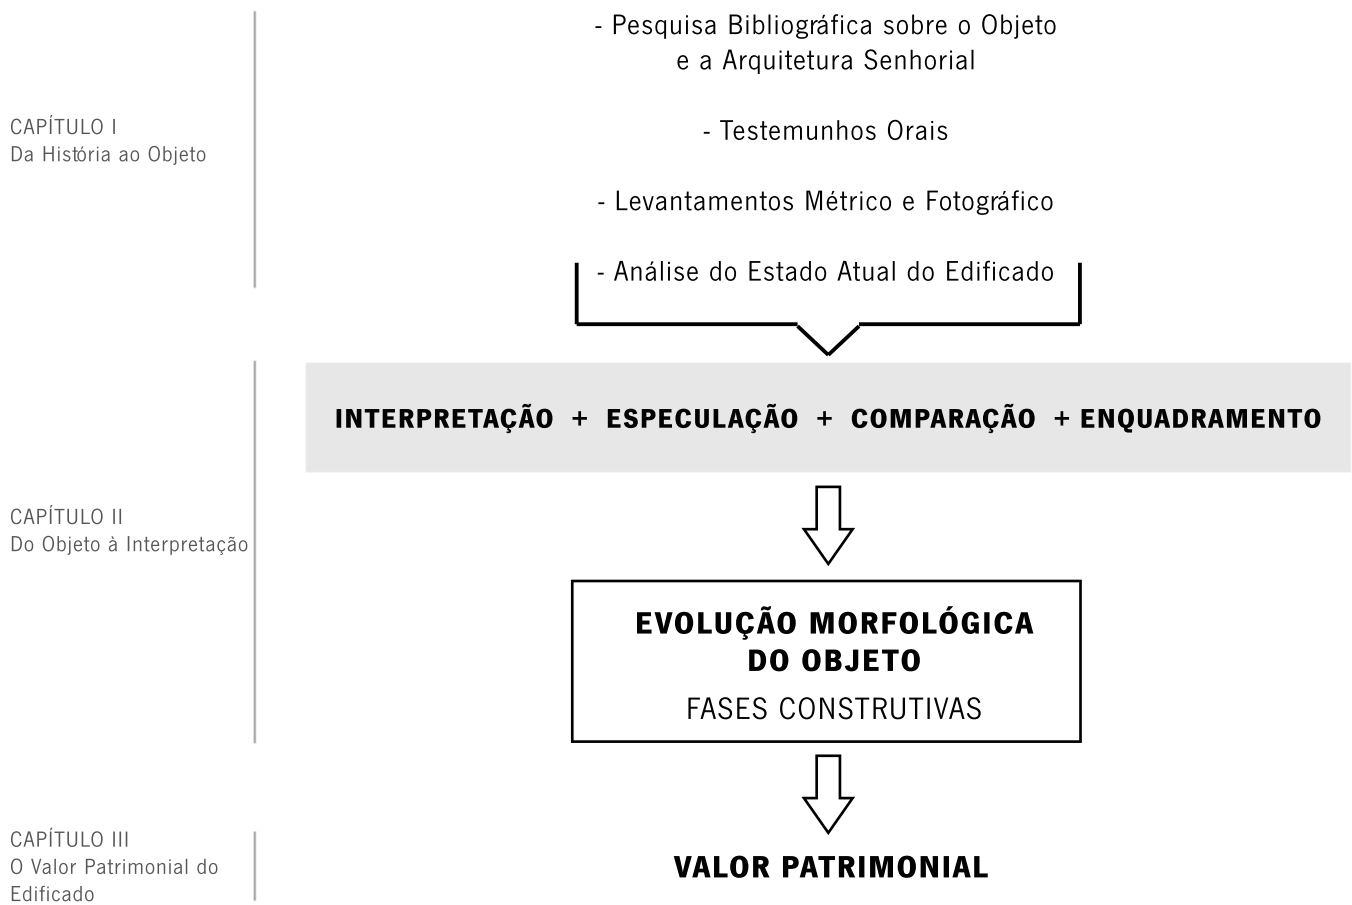 - Pesquisa Bibliográfica sobre o Objeto
e a Arquitetura Senhorial
CAPÍTULO I
Da História ao Objeto
- Testemunhos Orais
- Levantamentos Métrico e Fotográfico
- Análise do Estado Atual do Edificado
INTERPRETAÇÃO + ESPECULAÇÃO + COMPARAÇÃO + ENQUADRAMENTO
CAPÍTULO II
Do Objeto à Interpretação
EVOLUÇÃO MORFOLÓGICA
DO OBJETO
FASES CONSTRUTIVAS
CAPÍTULO III
O Valor Patrimonial do
Edificado
VALOR PATRIMONIAL